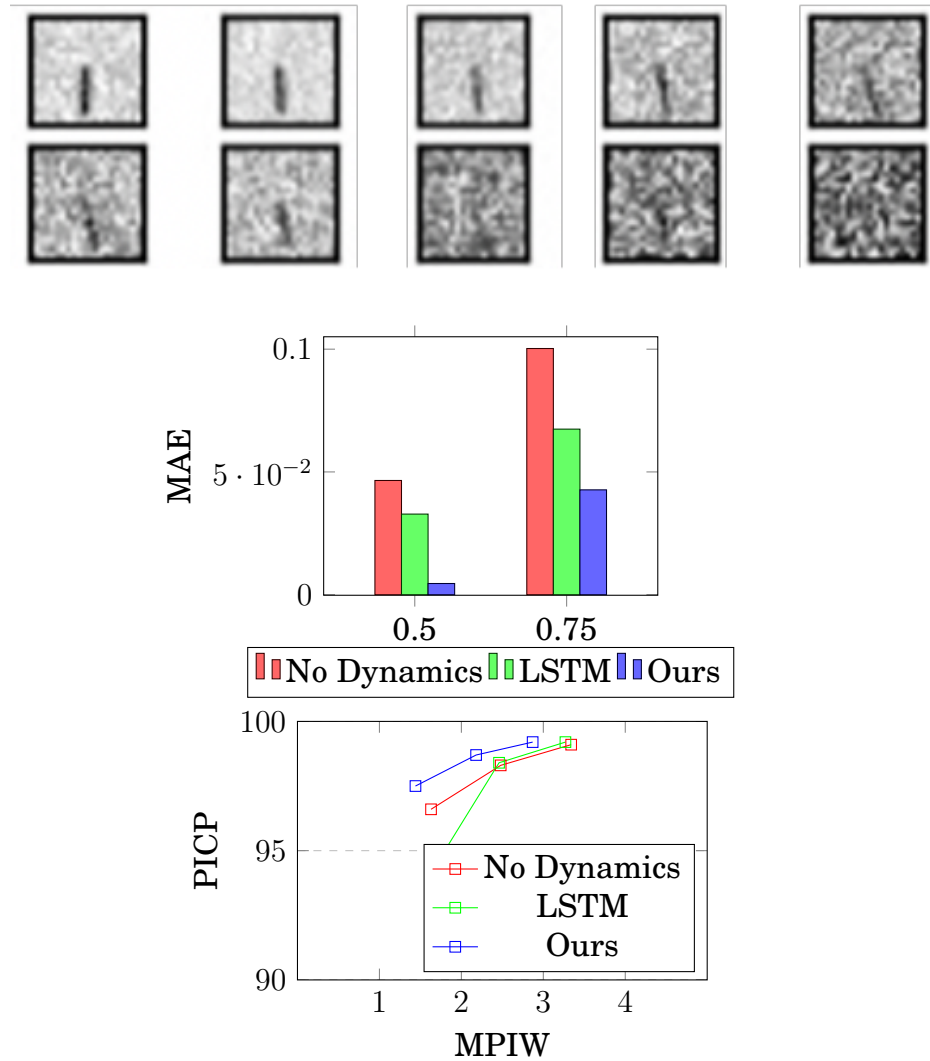 0.1
MAE
5 · 10⁻²
0
0.5 0.75
No Dynamics LSTM Ours
100
PICP
95
90
No Dynamics
LSTM
Ours
1 2 3 4
MPIW